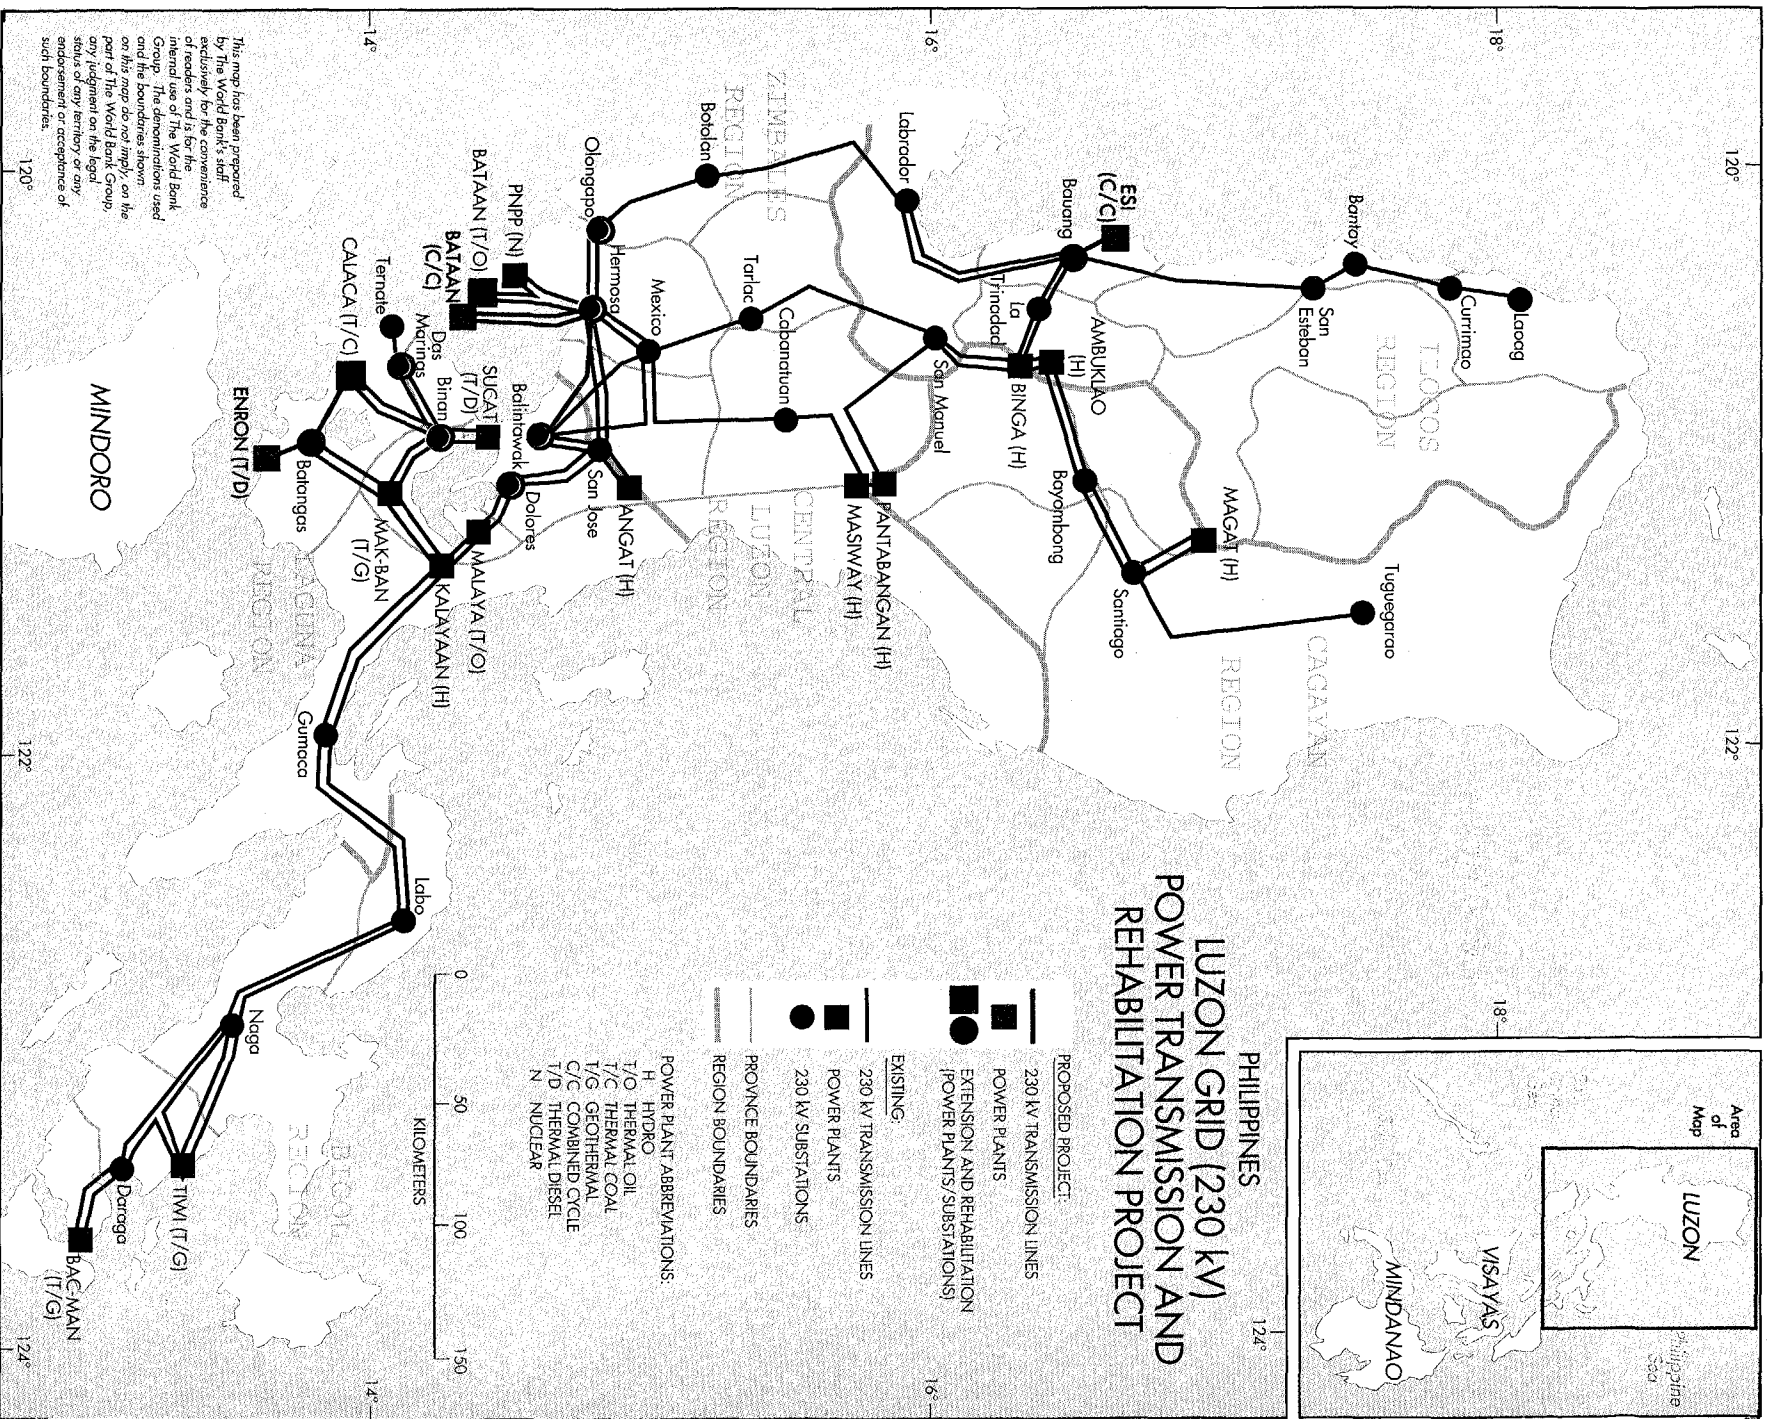 PHILIPPINES
LUZON GRID (230 kV)
POWER TRANSMISSION AND
REHABILITATION PROJECT
PROPOSED PROJECT:
230 kV TRANSMISSION LINES
POWER PLANTS
EXTENSION AND REHABILITATION
(POWER PLANTS/SUBSTATIONS)
EXISTING:
230 kV TRANSMISSION LINES
POWER PLANTS
230 kV SUBSTATIONS
PROVNCE BOUNDARIES
REGION BOUNDARIES
POWER PLANT ABBREVIATIONS:
H HYDRO
T/O THERMAL OIL
T/C THERMAL COAL
T/G GEOTHERMAL
C/C COMBINED CYCLE
T/D THERMAL DIESEL
N NUCLEAR
0 50 100 150
KILOMETERS
Area
of
Map
LUZON
VISAYAS
MINDANAO
Philippine
Sea
120°
122°
124°
18°
18°
16°
16°
14°
14°
120°
122°
124°
Laoag
Currimao
Bantay
San
Esteban
ILOCOS
REGION
Tuguegarao
CAGAYAN
REGION
ESI
(C/C)
Bauang
La
Trinadad
AMBUKLAO
(H)
BINGA (H)
MAGAT (H)
Bayombong
Santiago
Labrador
San Manuel
PANTABANGAN (H)
MASIWAY (H)
ZIMBALES
REGION
Botolan
Tarlac
Cabanatuan
CENTRAL
LUZON
REGION
Mexico
Olongapo
Hermosa
PNPP (N)
BATAAN (T/O)
BATAAN
(C/C)
San Jose
ANGAT (H)
Balintawak
Dolores
SUCAT
(T/D)
Binan
Das
Marinas
Ternate
CALACA (T/C)
MALAYA (T/O)
KALAYAAN (H)
MAK-BAN
(T/G)
Batangas
ENRON (T/D)
LAGUNA
REGION
MINDORO
Gumaca
Labo
Naga
TIWI (T/G)
Daraga
BAC-MAN
(T/G)
BICOL
REGION
This map has been prepared
by The World Bank's staff
exclusively for the convenience
of readers and is for the
internal use of The World Bank
Group. The denominations used
and the boundaries shown
on this map do not imply, on the
part of The World Bank Group,
any judgment on the legal
status of any territory or any
endorsement or acceptance of
such boundaries.